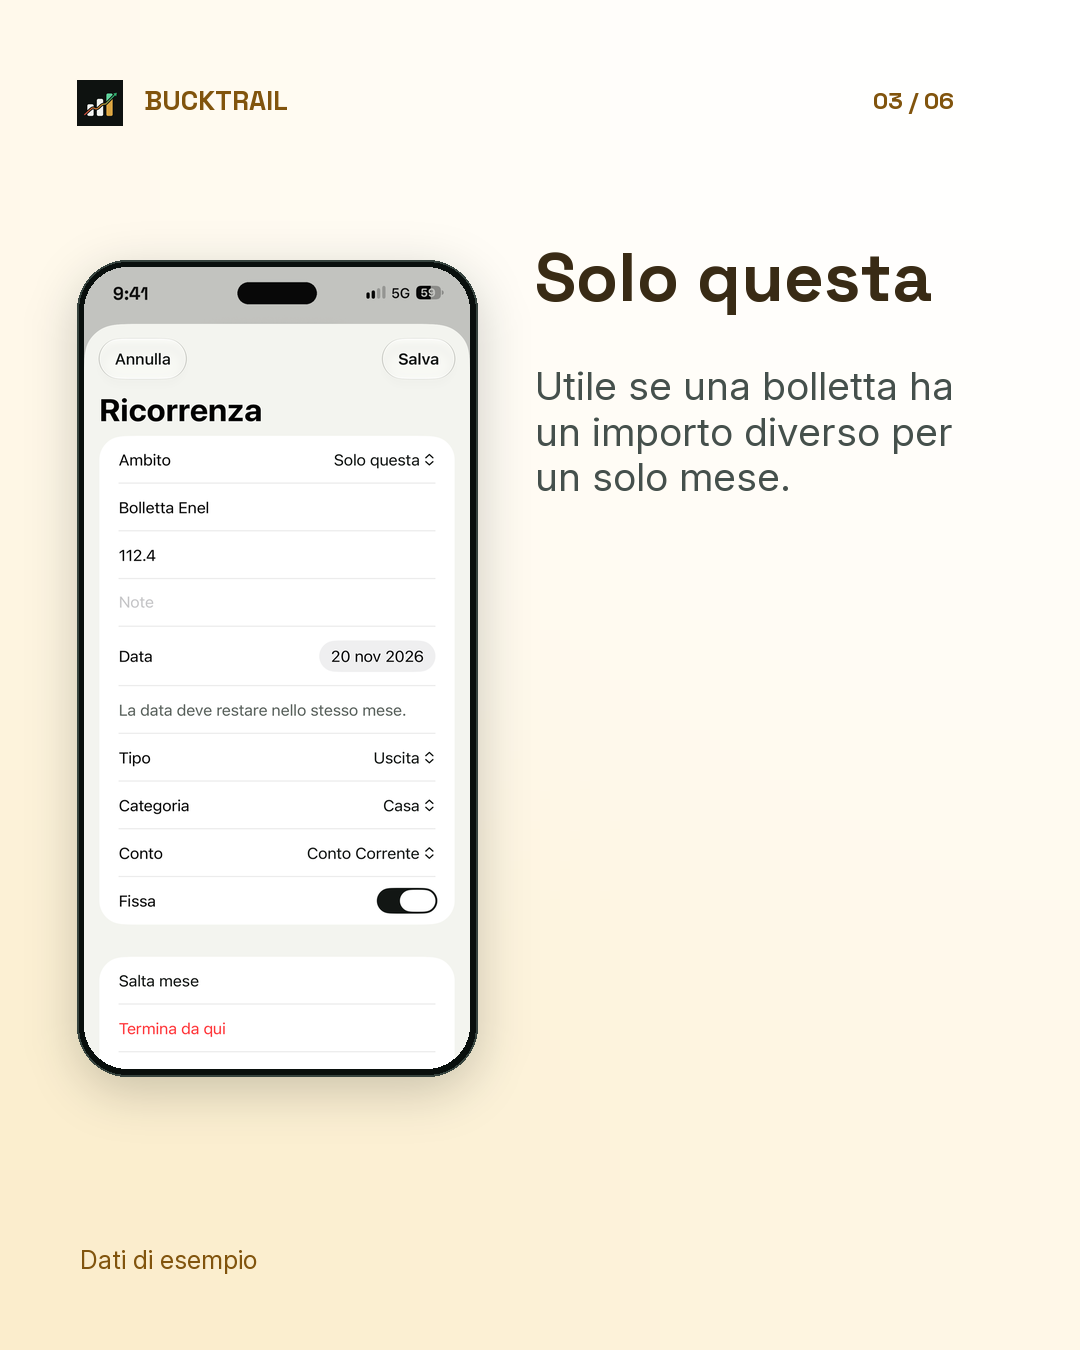 BUCKTRAIL
03 / 06
Solo questa
Utile se una bolletta ha
un importo diverso per
un solo mese.
9:41
5G 59
Annulla
Salva
Ricorrenza
Ambito
Solo questa
Bolletta Enel
112.4
Note
Data
20 nov 2026
La data deve restare nello stesso mese.
Tipo
Uscita
Categoria
Casa
Conto
Conto Corrente
Fissa
Salta mese
Termina da qui
Dati di esempio